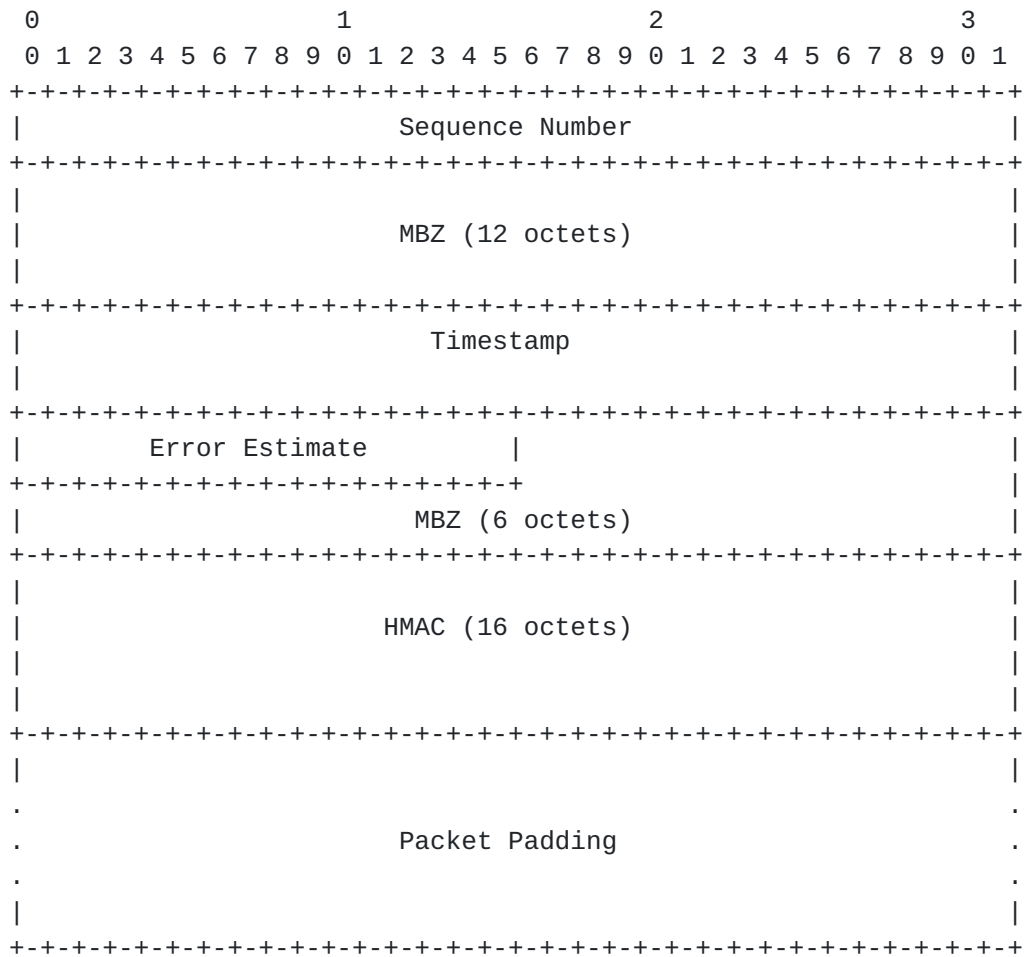 0                   1                   2                   3
 0 1 2 3 4 5 6 7 8 9 0 1 2 3 4 5 6 7 8 9 0 1 2 3 4 5 6 7 8 9 0 1
+-+-+-+-+-+-+-+-+-+-+-+-+-+-+-+-+-+-+-+-+-+-+-+-+-+-+-+-+-+-+-+-+
|                        Sequence Number                        |
+-+-+-+-+-+-+-+-+-+-+-+-+-+-+-+-+-+-+-+-+-+-+-+-+-+-+-+-+-+-+-+-+
|                                                               |
|                        MBZ (12 octets)                        |
|                                                               |
+-+-+-+-+-+-+-+-+-+-+-+-+-+-+-+-+-+-+-+-+-+-+-+-+-+-+-+-+-+-+-+-+
|                          Timestamp                            |
|                                                               |
+-+-+-+-+-+-+-+-+-+-+-+-+-+-+-+-+-+-+-+-+-+-+-+-+-+-+-+-+-+-+-+-+
|        Error Estimate         |                               |
+-+-+-+-+-+-+-+-+-+-+-+-+-+-+-+-+                               |
|                         MBZ (6 octets)                        |
+-+-+-+-+-+-+-+-+-+-+-+-+-+-+-+-+-+-+-+-+-+-+-+-+-+-+-+-+-+-+-+-+
|                                                               |
|                       HMAC (16 octets)                        |
|                                                               |
|                                                               |
+-+-+-+-+-+-+-+-+-+-+-+-+-+-+-+-+-+-+-+-+-+-+-+-+-+-+-+-+-+-+-+-+
|                                                               |
.                                                               .
.                        Packet Padding                         .
.                                                               .
|                                                               |
+-+-+-+-+-+-+-+-+-+-+-+-+-+-+-+-+-+-+-+-+-+-+-+-+-+-+-+-+-+-+-+-+